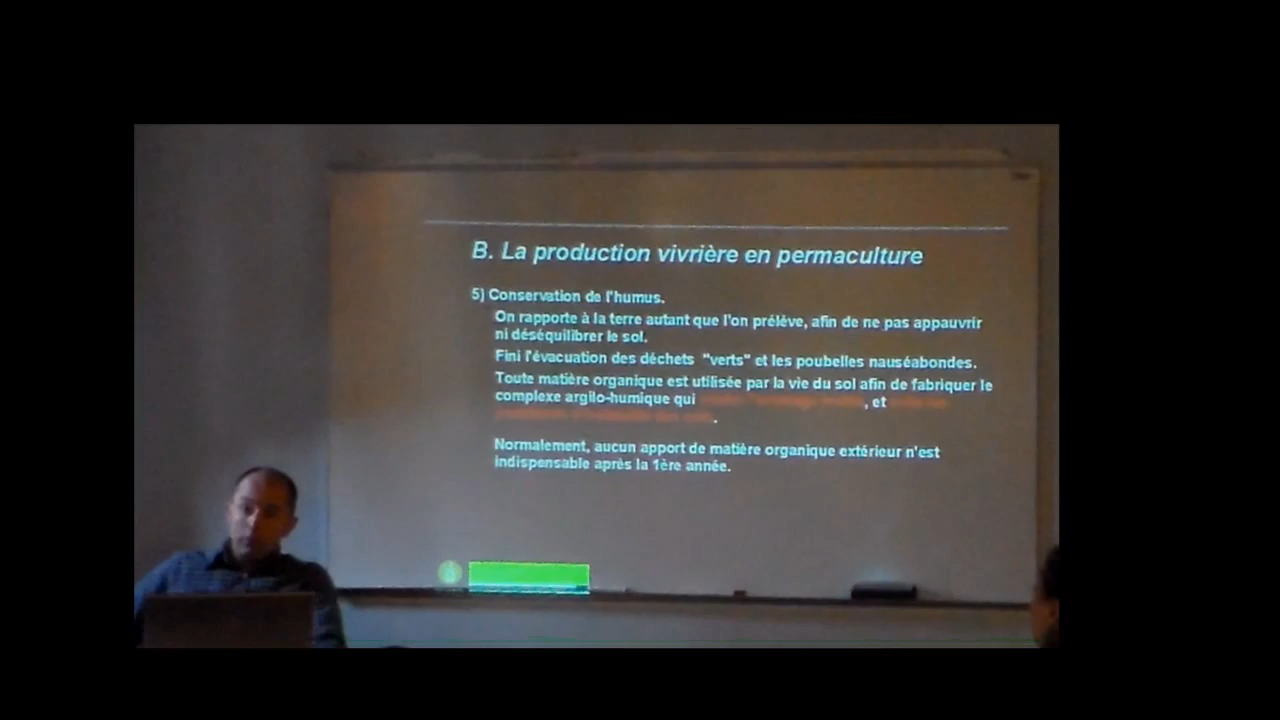 B. La production vivrière en permaculture
5) Conservation de l'humus.
On rapporte à la terre autant que l'on prélève, afin de ne pas appauvrir
ni déséquilibrer le sol.
Fini l'évacuation des déchets "verts" et les poubelles nauséabondes.
Toute matière organique est utilisée par la vie du sol afin de fabriquer le
complexe argilo-humique qui , et
.
Normalement, aucun apport de matière organique extérieur n'est
indispensable après la 1ère année.